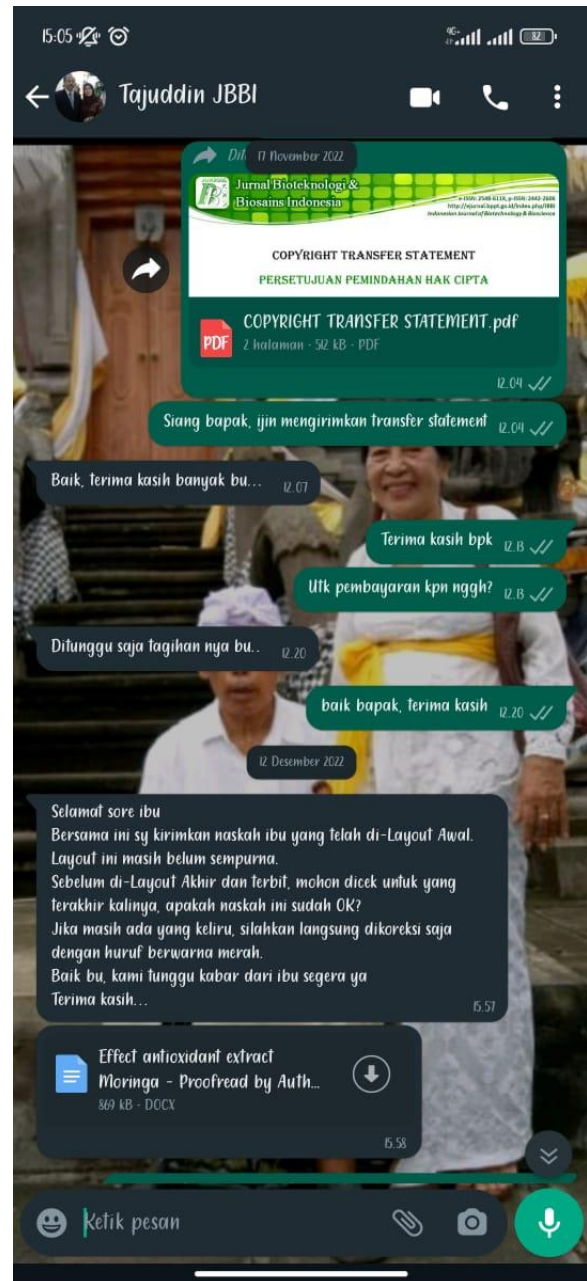 15:05
4G+
32
Tajuddin JBBI
17 November 2022
Jurnal Bioteknologi &
Biosains Indonesia
COPYRIGHT TRANSFER STATEMENT
PERSETUJUAN PEMINDAHAN HAK CIPTA
PDF
COPYRIGHT TRANSFER STATEMENT.pdf
2 halaman · 512 kB · PDF
12.04
Siang bapak, ijin mengirimkan transfer statement 12.04
Baik, terima kasih banyak bu... 12.07
Terima kasih bpk 12.13
Utk pembayaran kpn nggh? 12.13
Ditunggu saja tagihan nya bu.. 12.20
baik bapak, terima kasih 12.20
12 Desember 2022
Selamat sore ibu
Bersama ini sy kirimkan naskah ibu yang telah di-Layout Awal.
Layout ini masih belum sempurna.
Sebelum di-Layout Akhir dan terbit, mohon dicek untuk yang
terakhir kalinya, apakah naskah ini sudah OK?
Jika masih ada yang keliru, silahkan langsung dikoreksi saja
dengan huruf berwarna merah.
Baik bu, kami tunggu kabar dari ibu segera ya
Terima kasih...
15.57
Effect antioxidant extract
Moringa - Proofread by Auth...
869 kB · DOCX
15.58
Ketik pesan